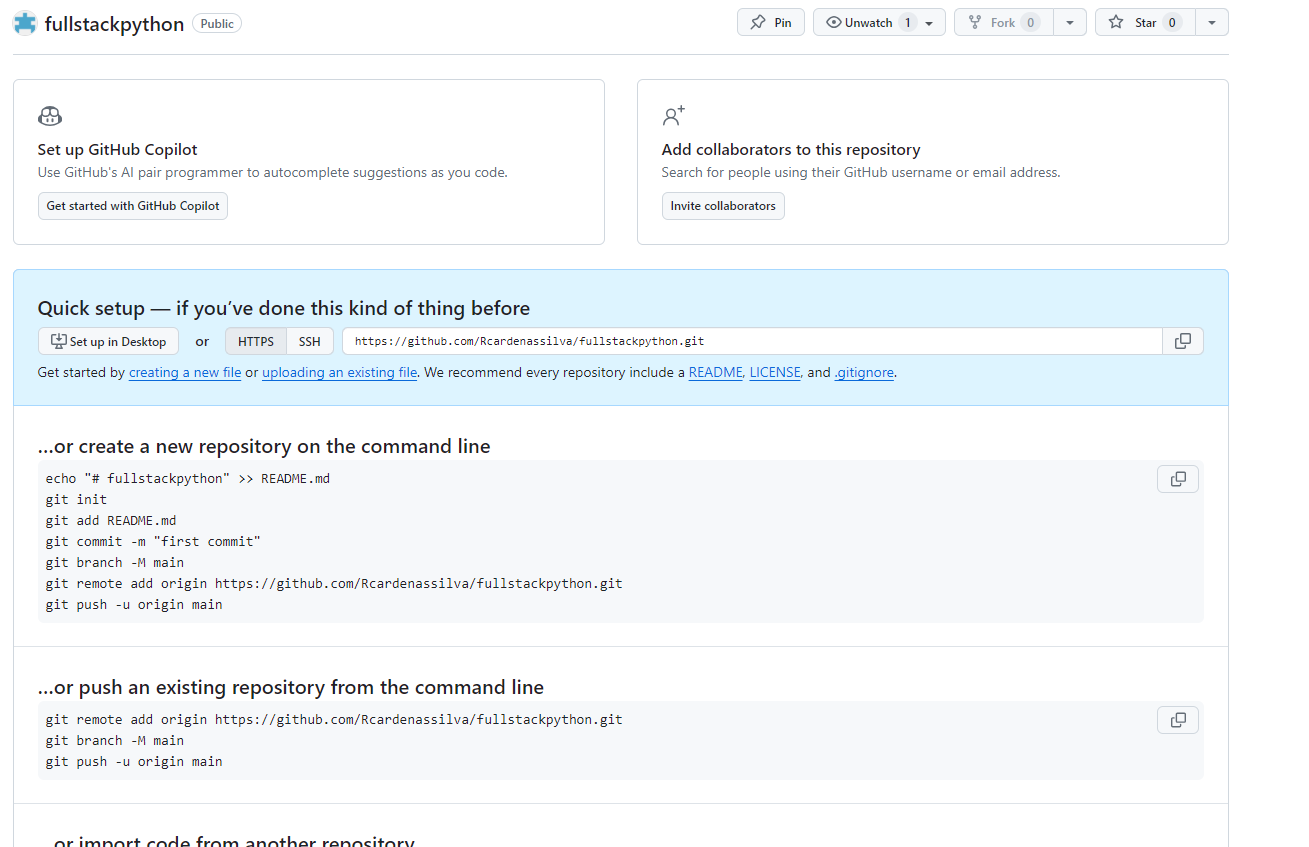 fullstackpython Public Pin Unwatch 1 Fork 0 Star 0
Set up GitHub Copilot
Use GitHub's AI pair programmer to autocomplete suggestions as you code.
Get started with GitHub Copilot
Add collaborators to this repository
Search for people using their GitHub username or email address.
Invite collaborators
Quick setup — if you’ve done this kind of thing before
Set up in Desktop or HTTPS SSH https://github.com/Rcardenassilva/fullstackpython.git
Get started by creating a new file or uploading an existing file. We recommend every repository include a README, LICENSE, and .gitignore.
…or create a new repository on the command line
echo "# fullstackpython" >> README.md
git init
git add README.md
git commit -m "first commit"
git branch -M main
git remote add origin https://github.com/Rcardenassilva/fullstackpython.git
git push -u origin main
…or push an existing repository from the command line
git remote add origin https://github.com/Rcardenassilva/fullstackpython.git
git branch -M main
git push -u origin main
…or import code from another repository